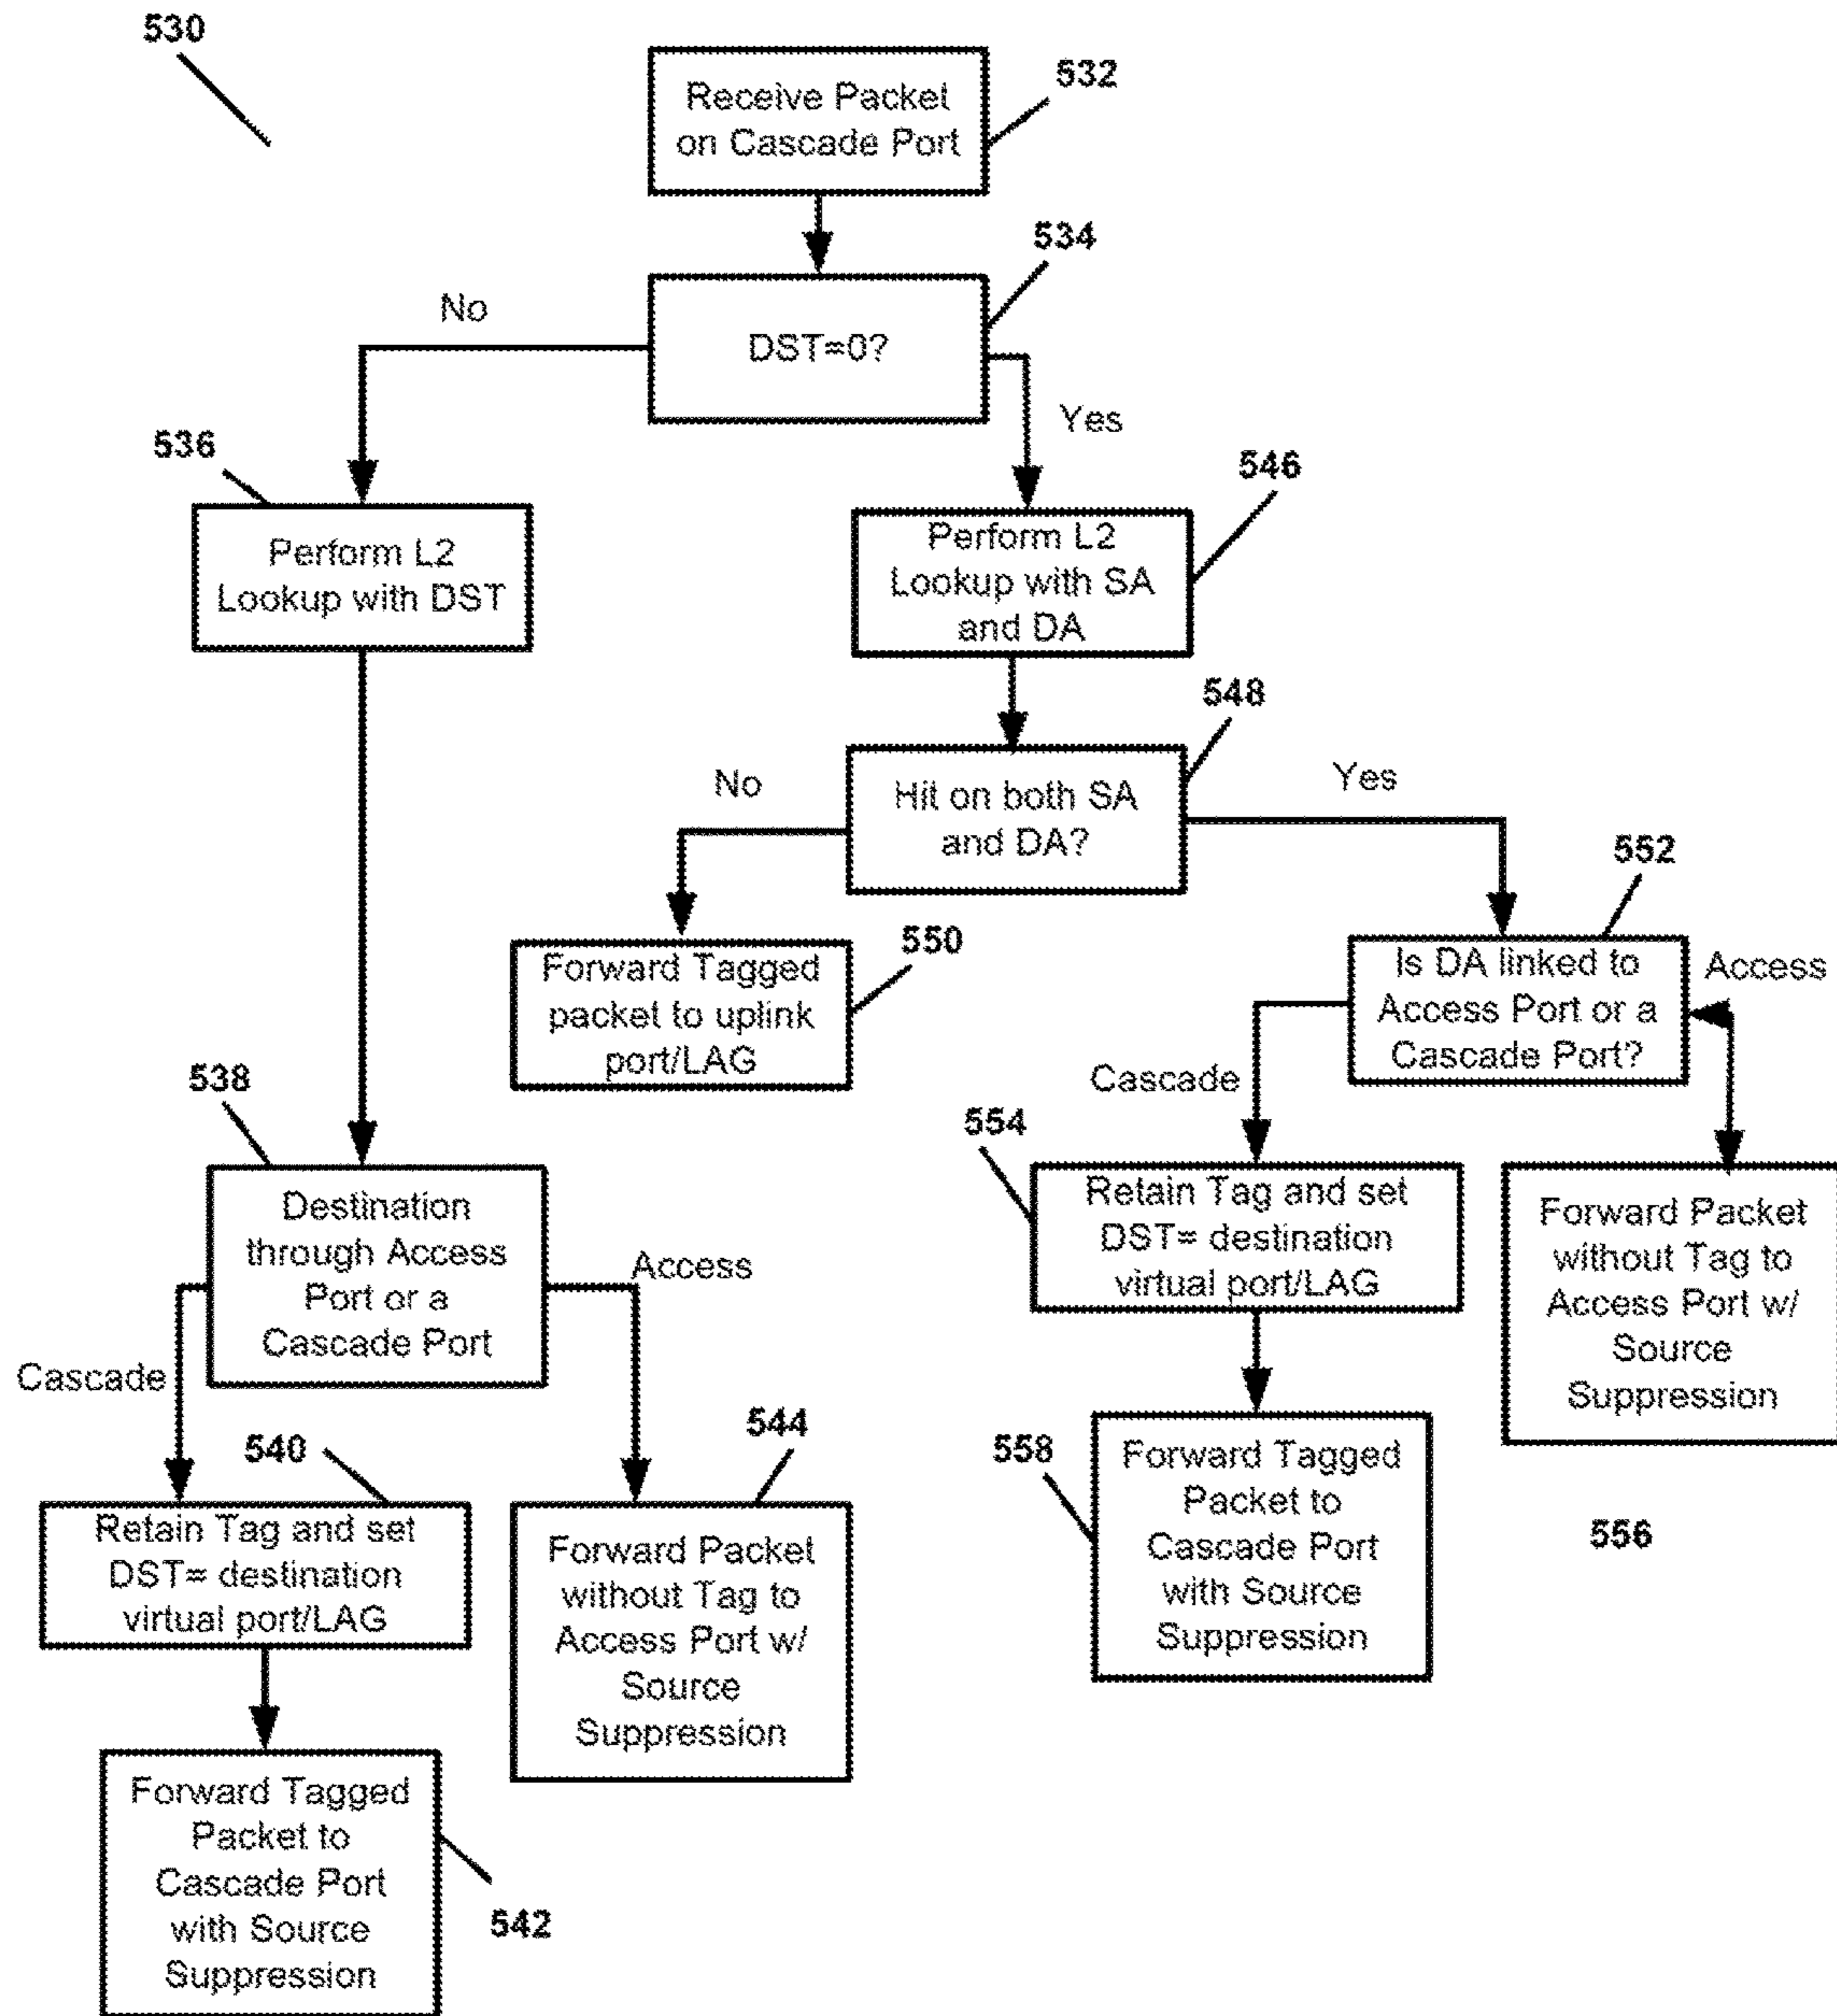 530
Receive Packet
on Cascade Port
532
534
DST=0?
No
Yes
536
Perform L2
Lookup with DST
546
Perform L2
Lookup with SA
and DA
548
Hit on both SA
and DA?
No
Yes
550
Forward Tagged
packet to uplink
port/LAG
552
Is DA linked to
Access Port or a
Cascade Port?
Access
Cascade
538
Destination
through Access
Port or a
Cascade Port
Access
Cascade
554
Retain Tag and set
DST= destination
virtual port/LAG
Forward Packet
without Tag to
Access Port w/
Source
Suppression
556
558
Forward Tagged
Packet to
Cascade Port
with Source
Suppression
540
Retain Tag and set
DST= destination
virtual port/LAG
544
Forward Packet
without Tag to
Access Port w/
Source
Suppression
Forward Tagged
Packet to
Cascade Port
with Source
Suppression
542